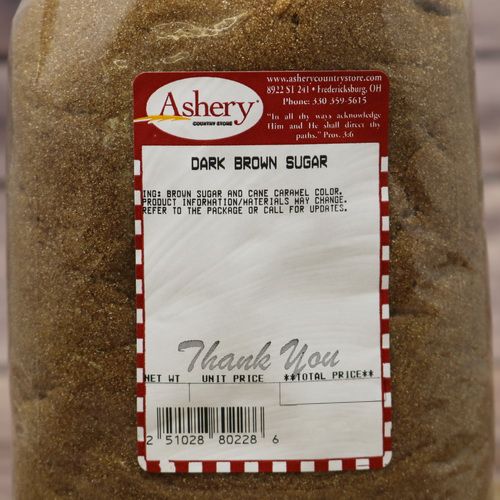 www.asherycountrystore.com
8922 ST 241 • Fredericksburg, OH
Phone: 330 359-5615
"In all thy ways acknowledge
Him and He shall direct thy
paths." Prov. 3:6
Ashery
COUNTRY STORE
DARK BROWN SUGAR
ING: BROWN SUGAR AND CANE CARAMEL COLOR.
PRODUCT INFORMATION/MATERIALS MAY CHANGE.
REFER TO THE PACKAGE OR CALL FOR UPDATES.
Thank You
NET WT UNIT PRICE **TOTAL PRICE**
2 51028 80228 6